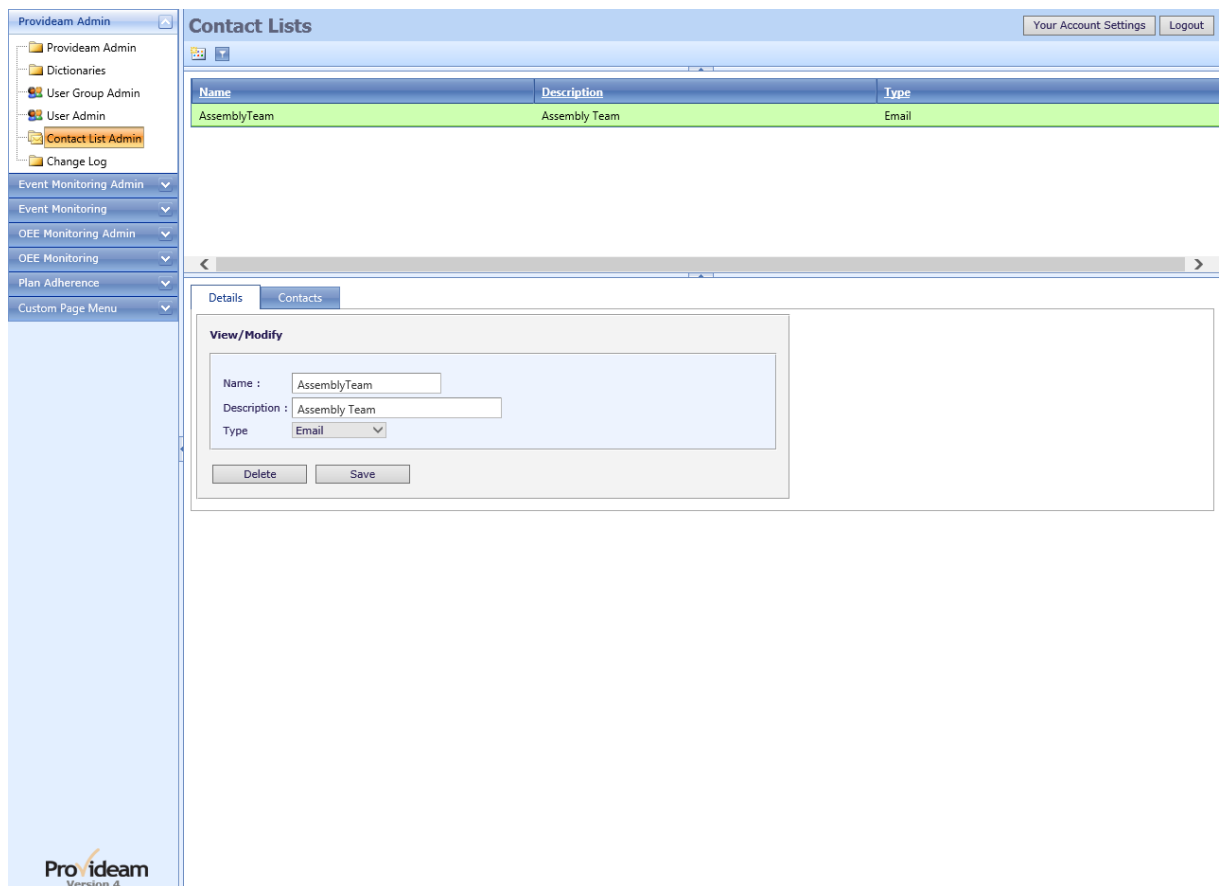 Provideam Admin
Provideam Admin
Dictionaries
User Group Admin
User Admin
Contact List Admin
Change Log
Event Monitoring Admin
Event Monitoring
OEE Monitoring Admin
OEE Monitoring
Plan Adherence
Custom Page Menu
Provideam
Version 4
Contact Lists
Your Account Settings
Logout
Name Description Type
AssemblyTeam Assembly Team Email
Details Contacts
View/Modify
Name : AssemblyTeam
Description : Assembly Team
Type Email
Delete Save